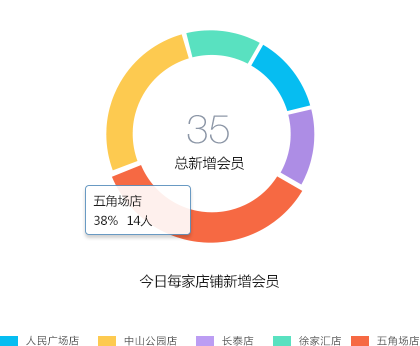 35
总新增会员
五角场店
38% 14人
今日每家店铺新增会员
人民广场店 中山公园店 长泰店 徐家汇店 五角场店